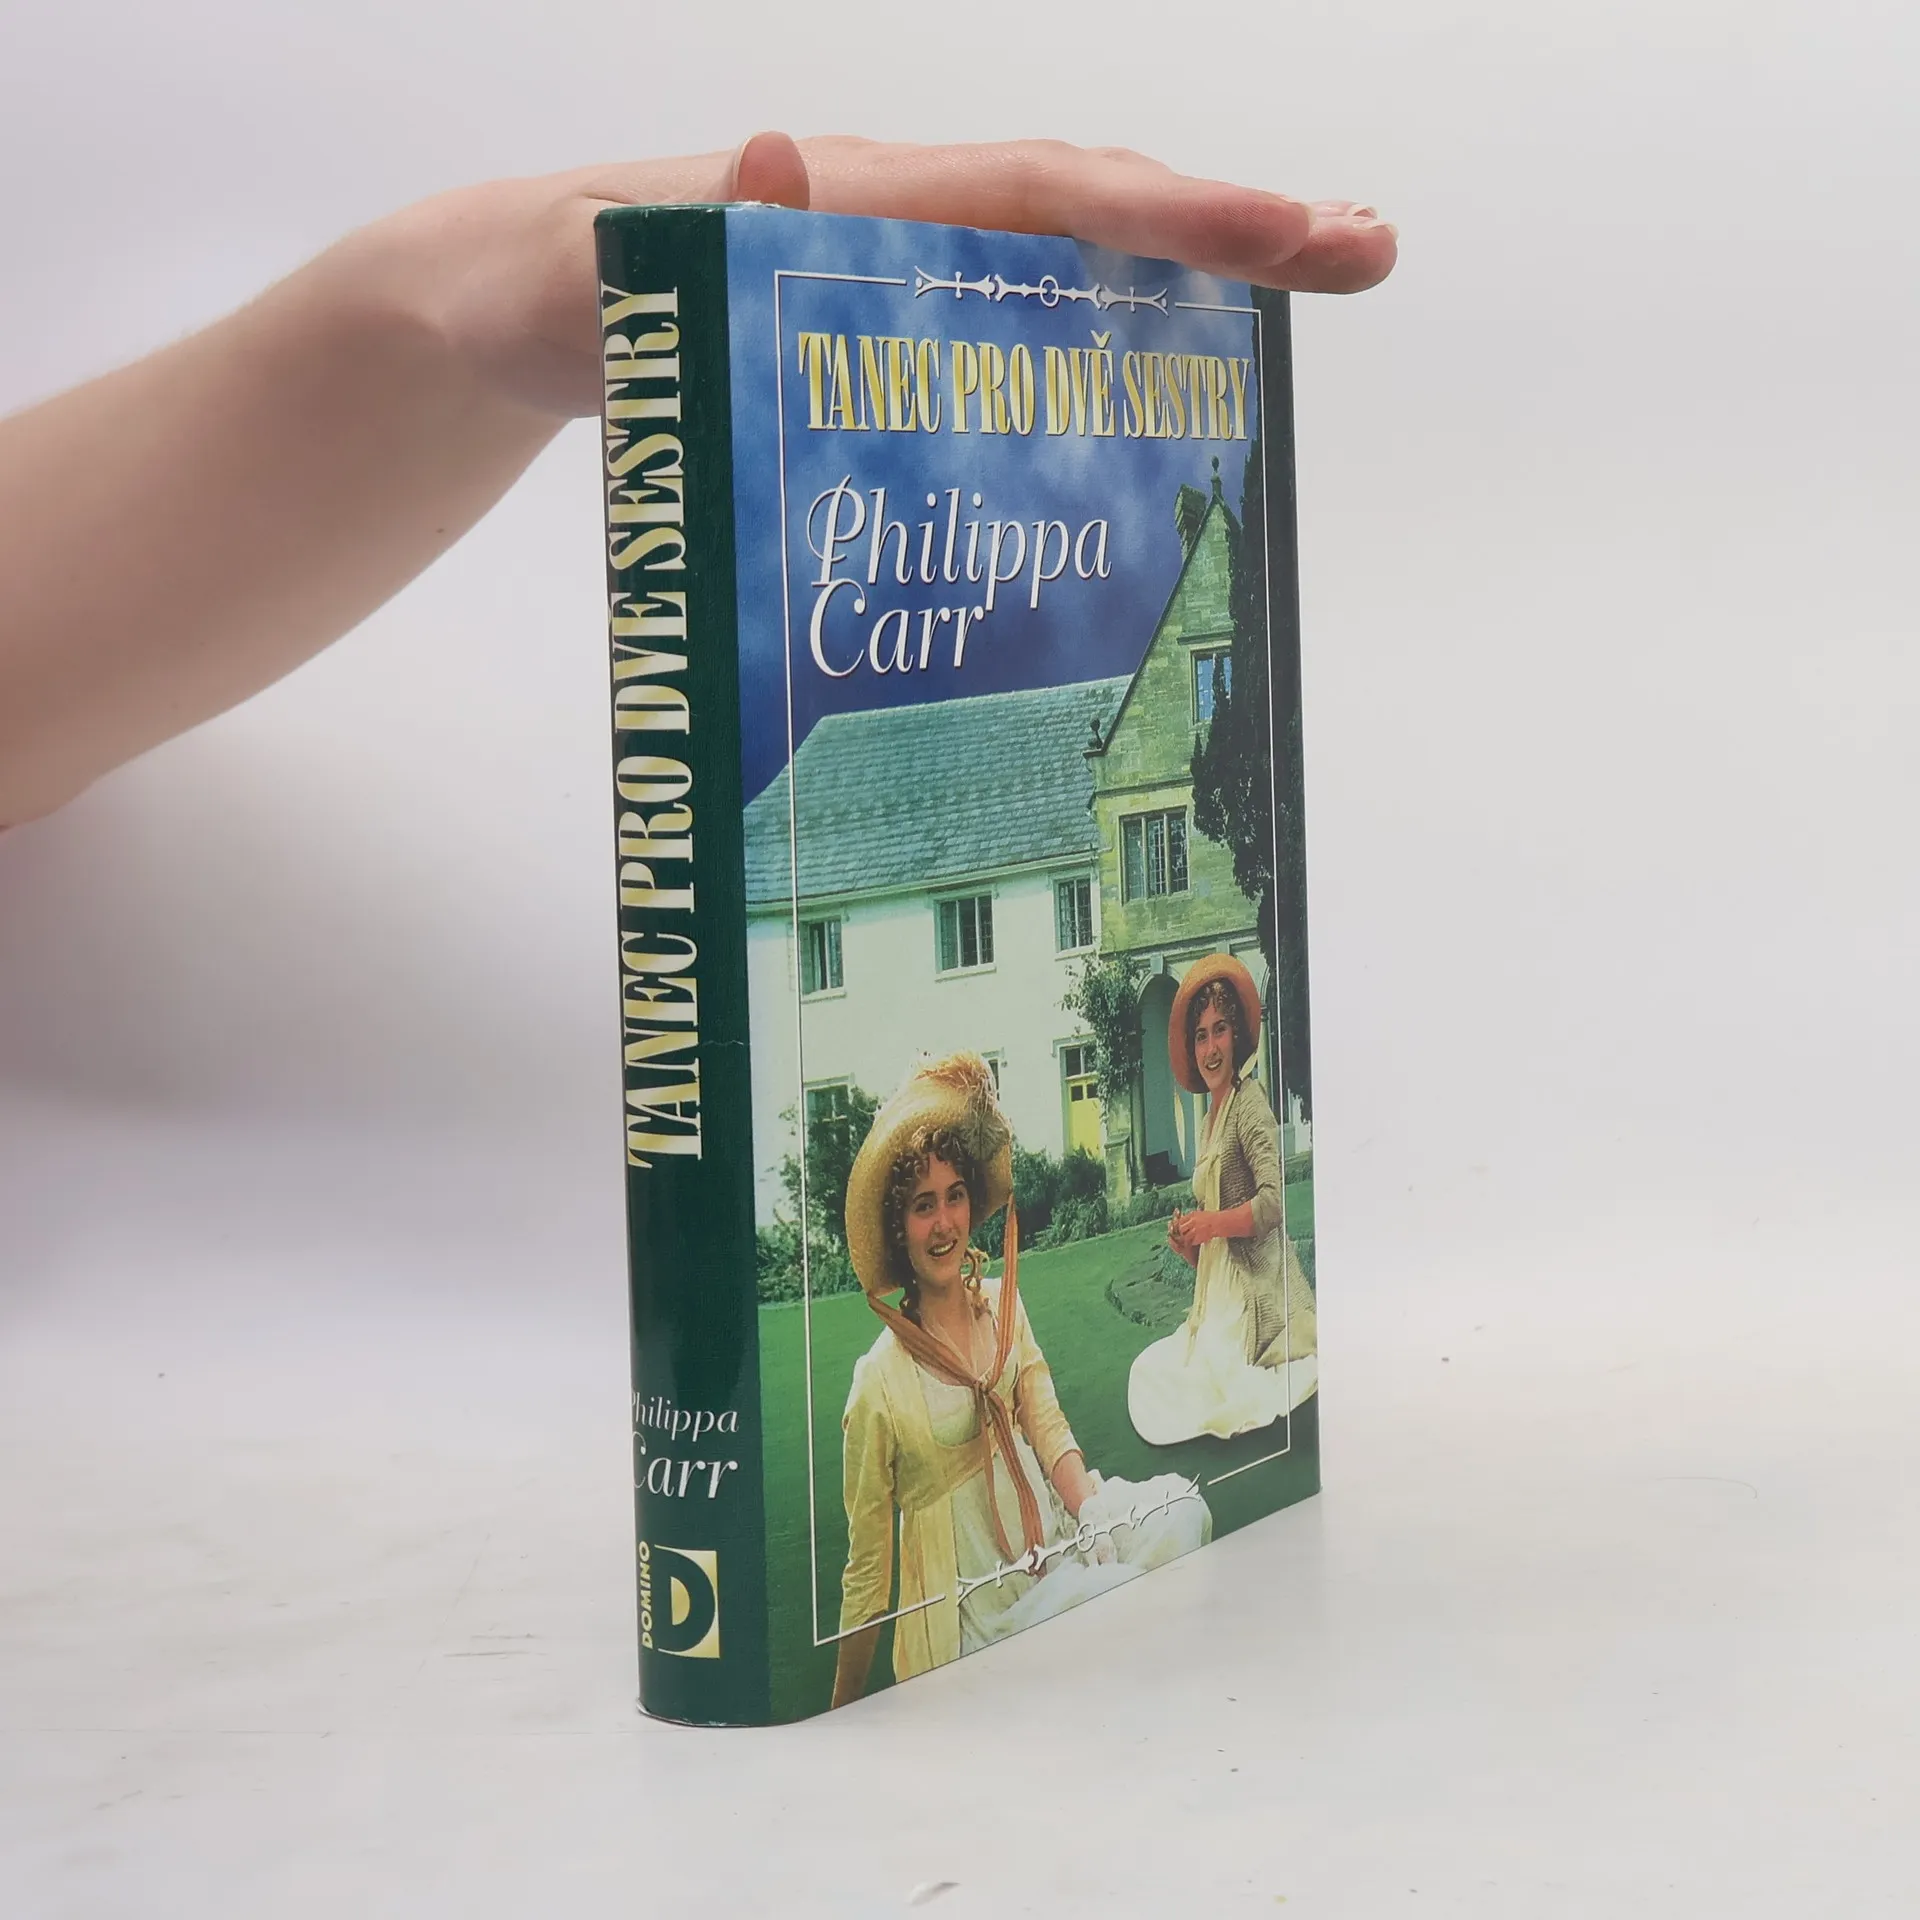 TANEC PRO DVĚ SESTRY
Philippa
Carr
DOMINO
D
TANEC PRO DVĚ SESTRY
Philippa
Carr